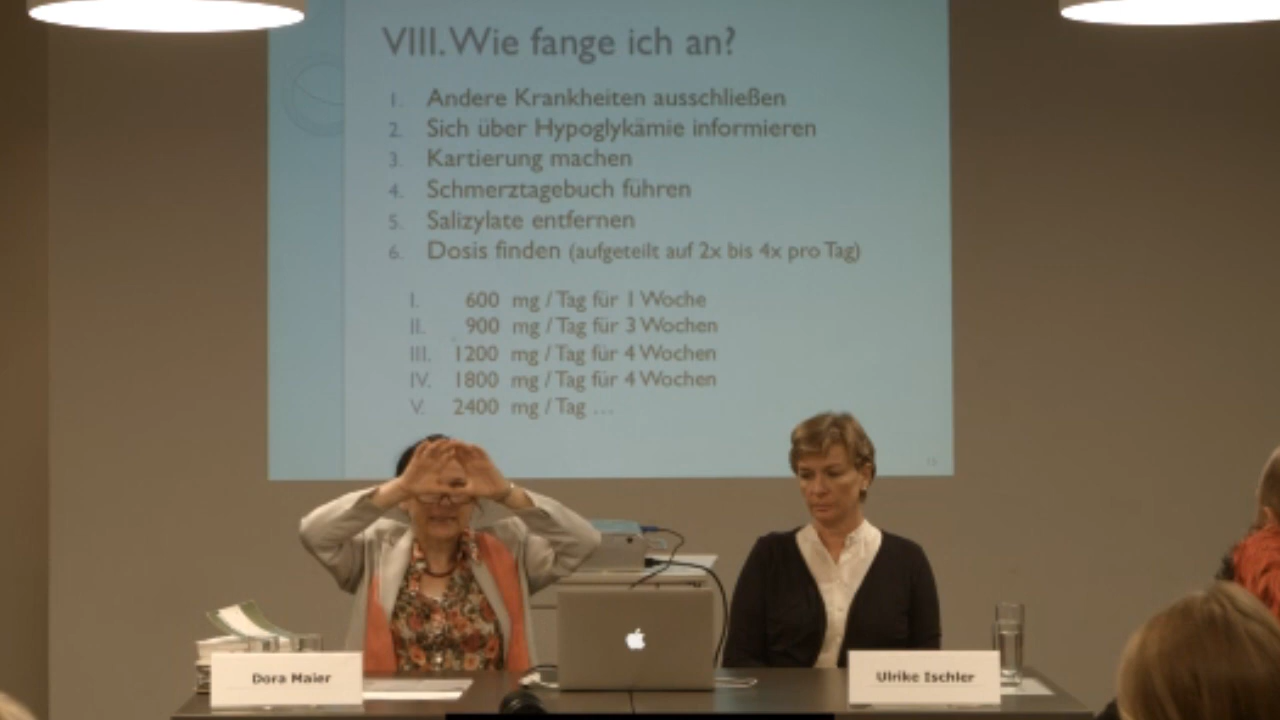 VIII. Wie fange ich an?
1. Andere Krankheiten ausschließen
2. Sich über Hypoglykämie informieren
3. Kartierung machen
4. Schmerztagebuch führen
5. Salizylate entfernen
6. Dosis finden (aufgeteilt auf 2x bis 4x pro Tag)
I. 600 mg / Tag für 1 Woche
II. 900 mg / Tag für 3 Wochen
III. 1200 mg / Tag für 4 Wochen
IV. 1800 mg / Tag für 4 Wochen
V. 2400 mg / Tag ...
Dora Maier
Ulrike Ischler